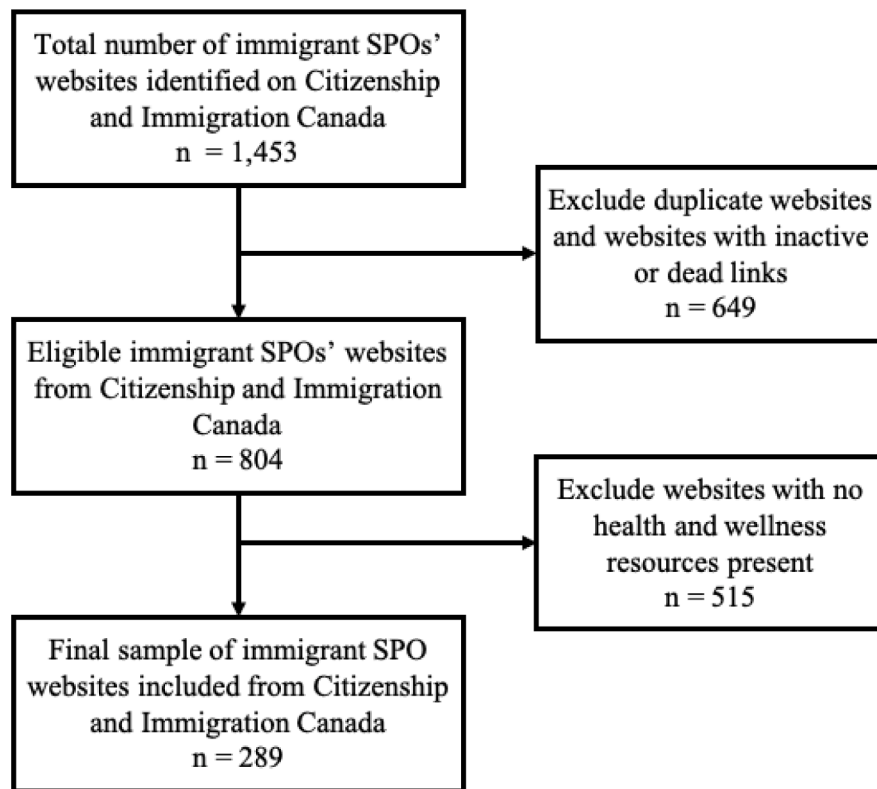 Total number of immigrant SPOs’
websites identified on Citizenship
and Immigration Canada
n = 1,453
Exclude duplicate websites
and websites with inactive
or dead links
n = 649
Eligible immigrant SPOs’ websites
from Citizenship and Immigration
Canada
n = 804
Exclude websites with no
health and wellness
resources present
n = 515
Final sample of immigrant SPO
websites included from Citizenship
and Immigration Canada
n = 289